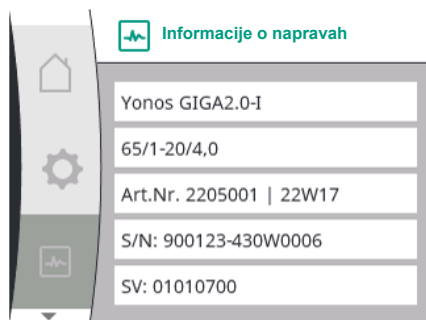 Informacije o napravah
Yonos GIGA2.0-I
65/1-20/4,0
Art.Nr. 2205001 | 22W17
S/N: 900123-430W0006
SV: 01010700